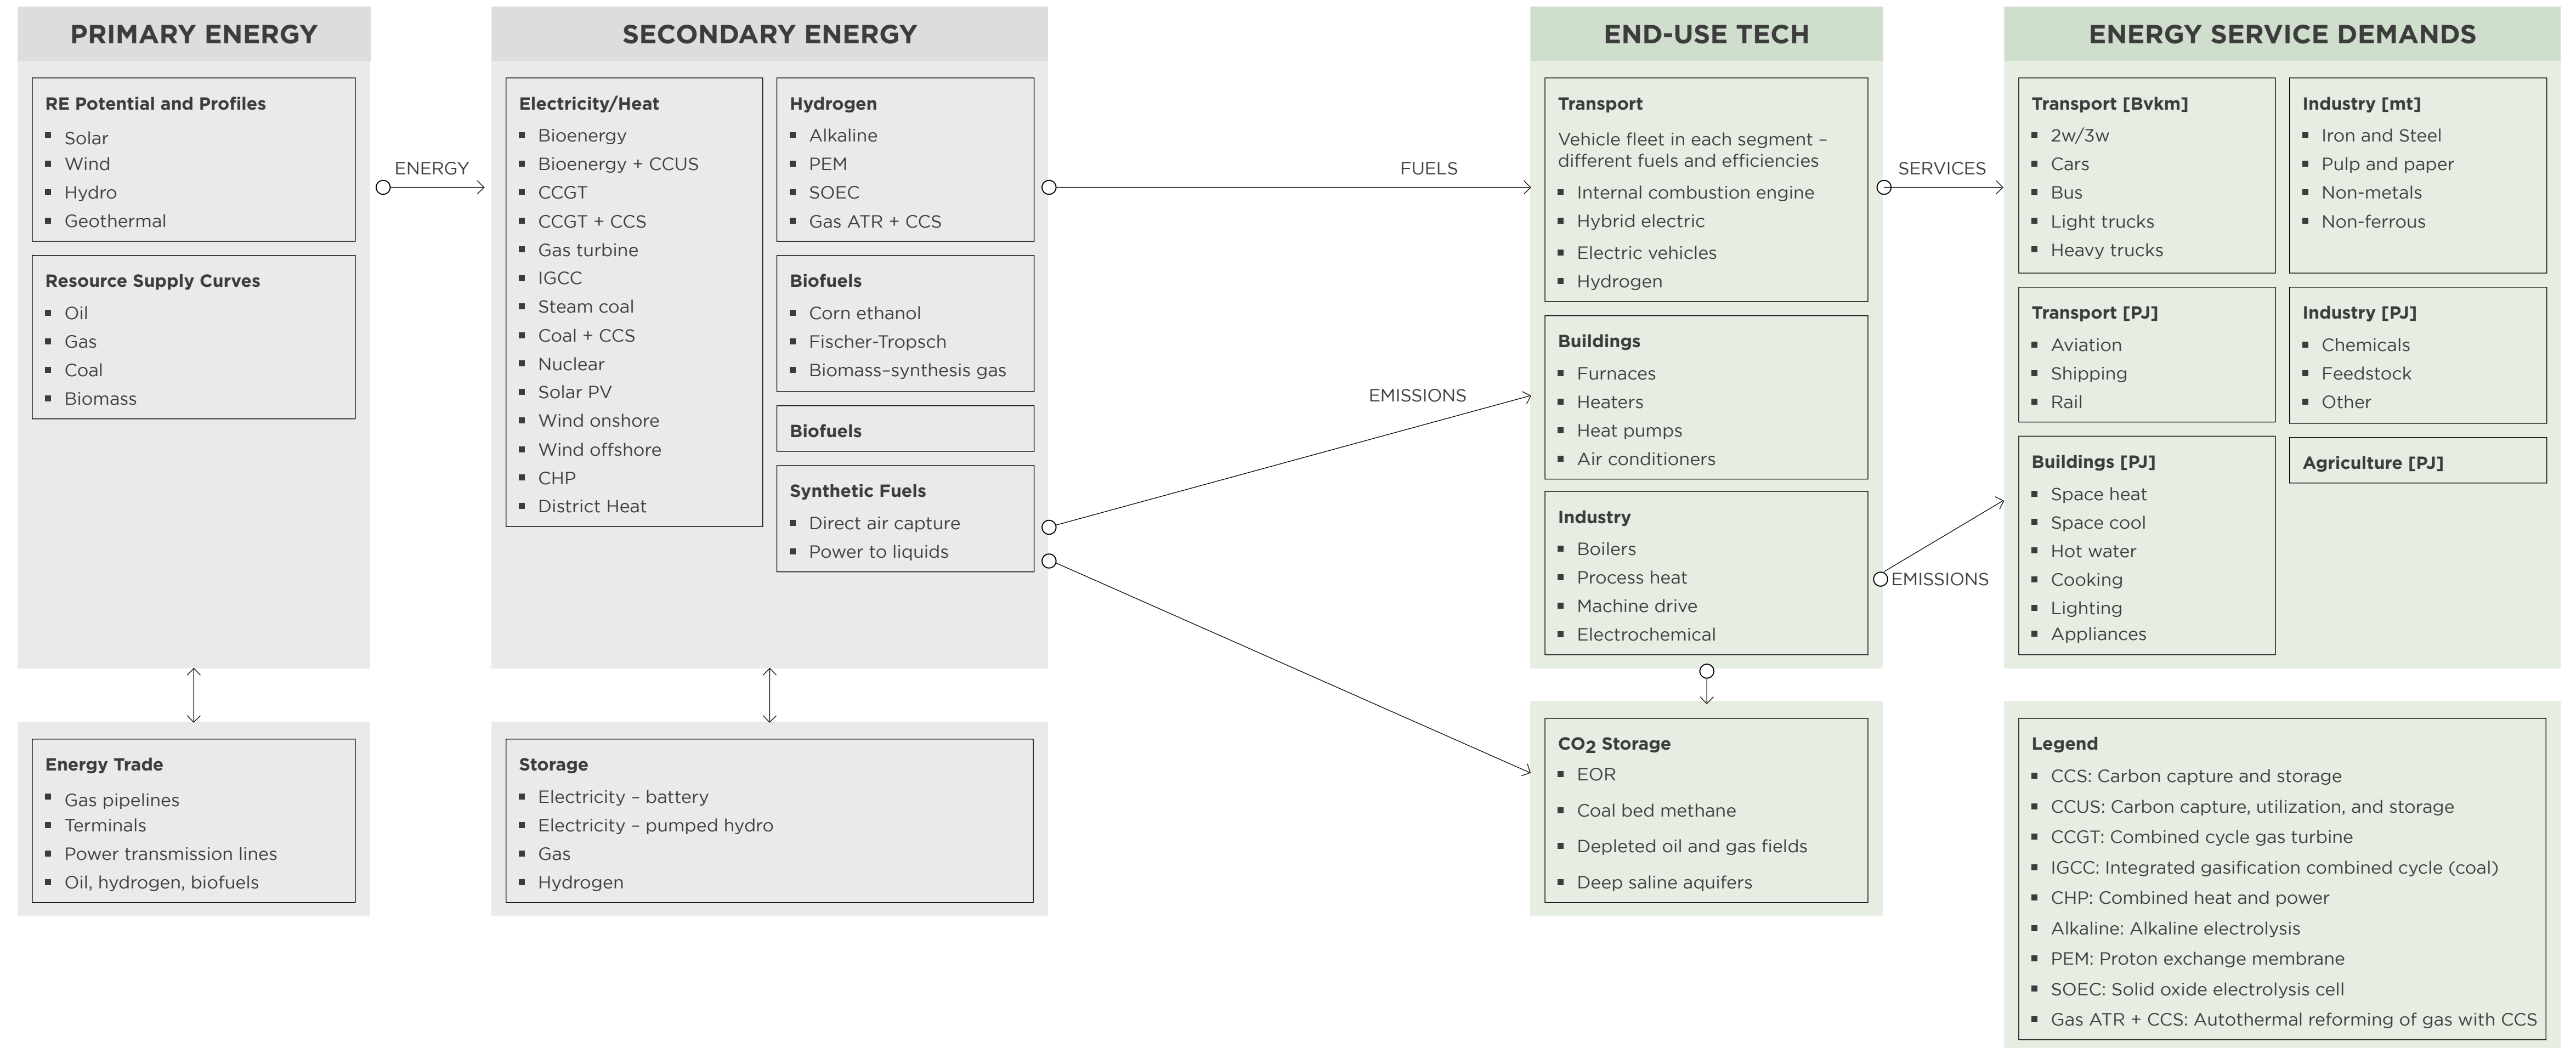 PRIMARY ENERGY
RE Potential and Profiles
Solar
Wind
Hydro
Geothermal
Resource Supply Curves
Oil
Gas
Coal
Biomass
Energy Trade
Gas pipelines
Terminals
Power transmission lines
Oil, hydrogen, biofuels
ENERGY
SECONDARY ENERGY
Electricity/Heat
Bioenergy
Bioenergy + CCUS
CCGT
CCGT + CCS
Gas turbine
IGCC
Steam coal
Coal + CCS
Nuclear
Solar PV
Wind onshore
Wind offshore
CHP
District Heat
Hydrogen
Alkaline
PEM
SOEC
Gas ATR + CCS
Biofuels
Corn ethanol
Fischer-Tropsch
Biomass–synthesis gas
Biofuels
Synthetic Fuels
Direct air capture
Power to liquids
Storage
Electricity – battery
Electricity – pumped hydro
Gas
Hydrogen
FUELS
EMISSIONS
END-USE TECH
Transport
Vehicle fleet in each segment –
different fuels and efficiencies
Internal combustion engine
Hybrid electric
Electric vehicles
Hydrogen
Buildings
Furnaces
Heaters
Heat pumps
Air conditioners
Industry
Boilers
Process heat
Machine drive
Electrochemical
CO2 Storage
EOR
Coal bed methane
Depleted oil and gas fields
Deep saline aquifers
SERVICES
EMISSIONS
ENERGY SERVICE DEMANDS
Transport [Bvkm]
2w/3w
Cars
Bus
Light trucks
Heavy trucks
Industry [mt]
Iron and Steel
Pulp and paper
Non-metals
Non-ferrous
Transport [PJ]
Aviation
Shipping
Rail
Industry [PJ]
Chemicals
Feedstock
Other
Buildings [PJ]
Space heat
Space cool
Hot water
Cooking
Lighting
Appliances
Agriculture [PJ]
Legend
CCS: Carbon capture and storage
CCUS: Carbon capture, utilization, and storage
CCGT: Combined cycle gas turbine
IGCC: Integrated gasification combined cycle (coal)
CHP: Combined heat and power
Alkaline: Alkaline electrolysis
PEM: Proton exchange membrane
SOEC: Solid oxide electrolysis cell
Gas ATR + CCS: Autothermal reforming of gas with CCS